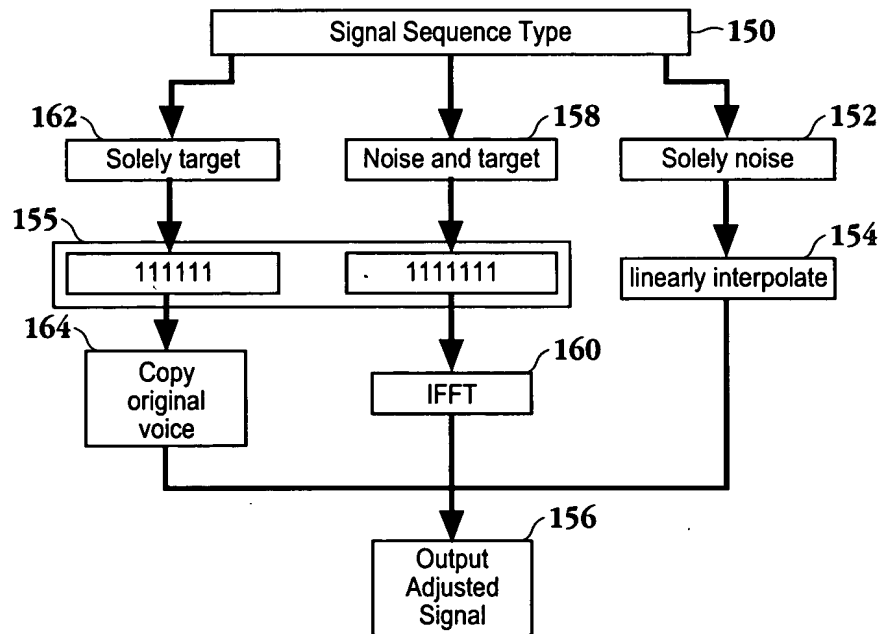 Signal Sequence Type
150
162
Solely target
158
Noise and target
152
Solely noise
155
111111
1111111
154
linearly interpolate
164
Copy
original
voice
160
IFFT
156
Output
Adjusted
Signal